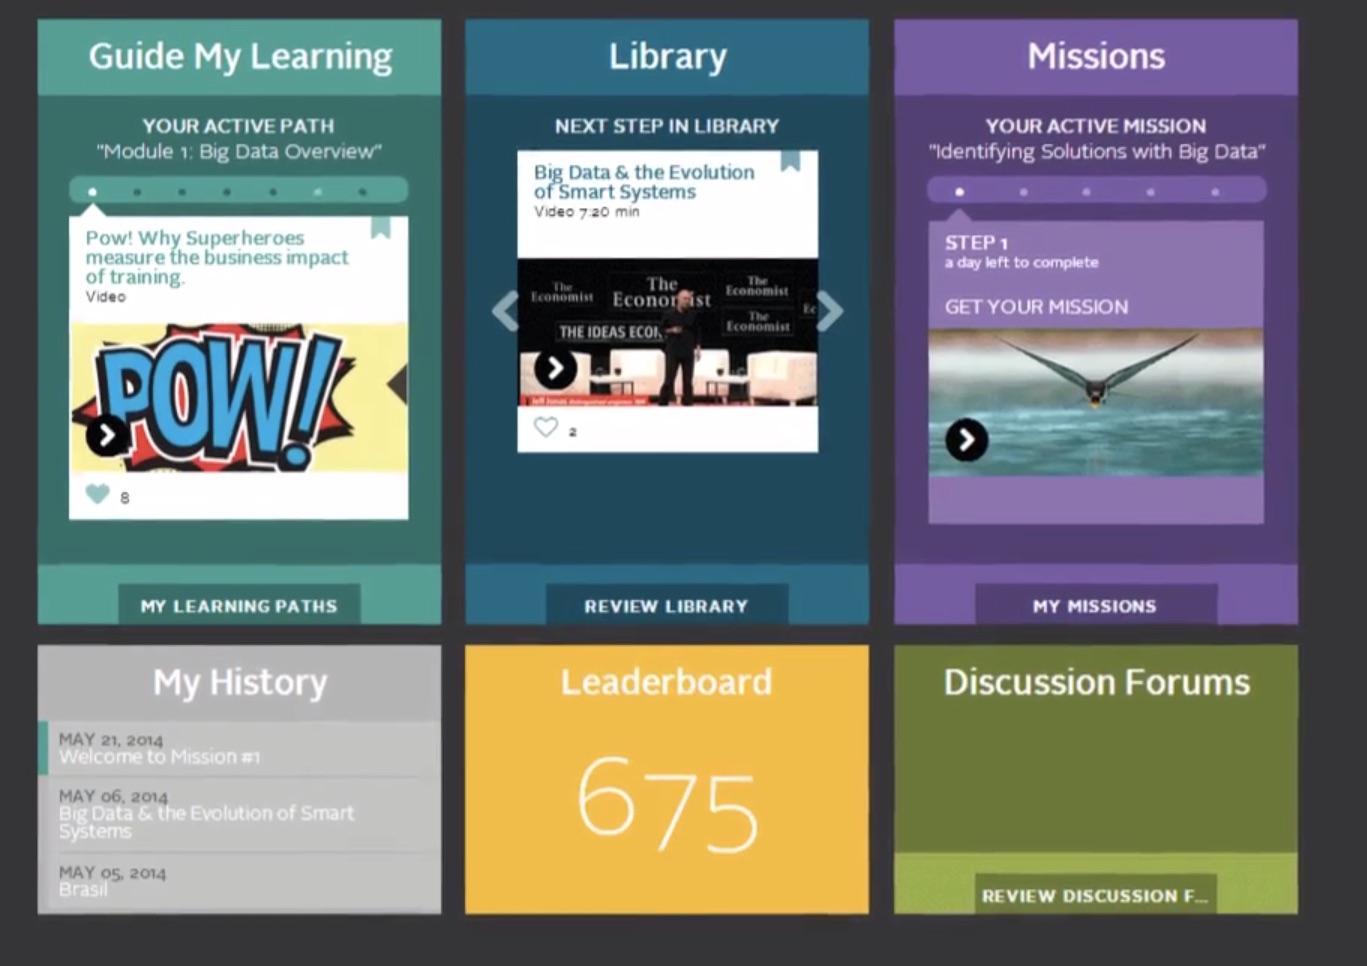 Guide My Learning
YOUR ACTIVE PATH
"Module 1: Big Data Overview"
Pow! Why Superheroes
measure the business impact
of training.
Video
POW!
8
MY LEARNING PATHS
Library
NEXT STEP IN LIBRARY
Big Data & the Evolution
of Smart Systems
Video 7:20 min
The
Economist
The
Economist
The
Economist
The
Economist
Ec
THE IDEAS ECON
Jeff Jonas
2
REVIEW LIBRARY
Missions
YOUR ACTIVE MISSION
"Identifying Solutions with Big Data"
STEP 1
a day left to complete
GET YOUR MISSION
MY MISSIONS
My History
MAY 21, 2014
Welcome to Mission #1
MAY 06, 2014
Big Data & the Evolution of Smart
Systems
MAY 05, 2014
Brasil
Leaderboard
675
Discussion Forums
REVIEW DISCUSSION F...